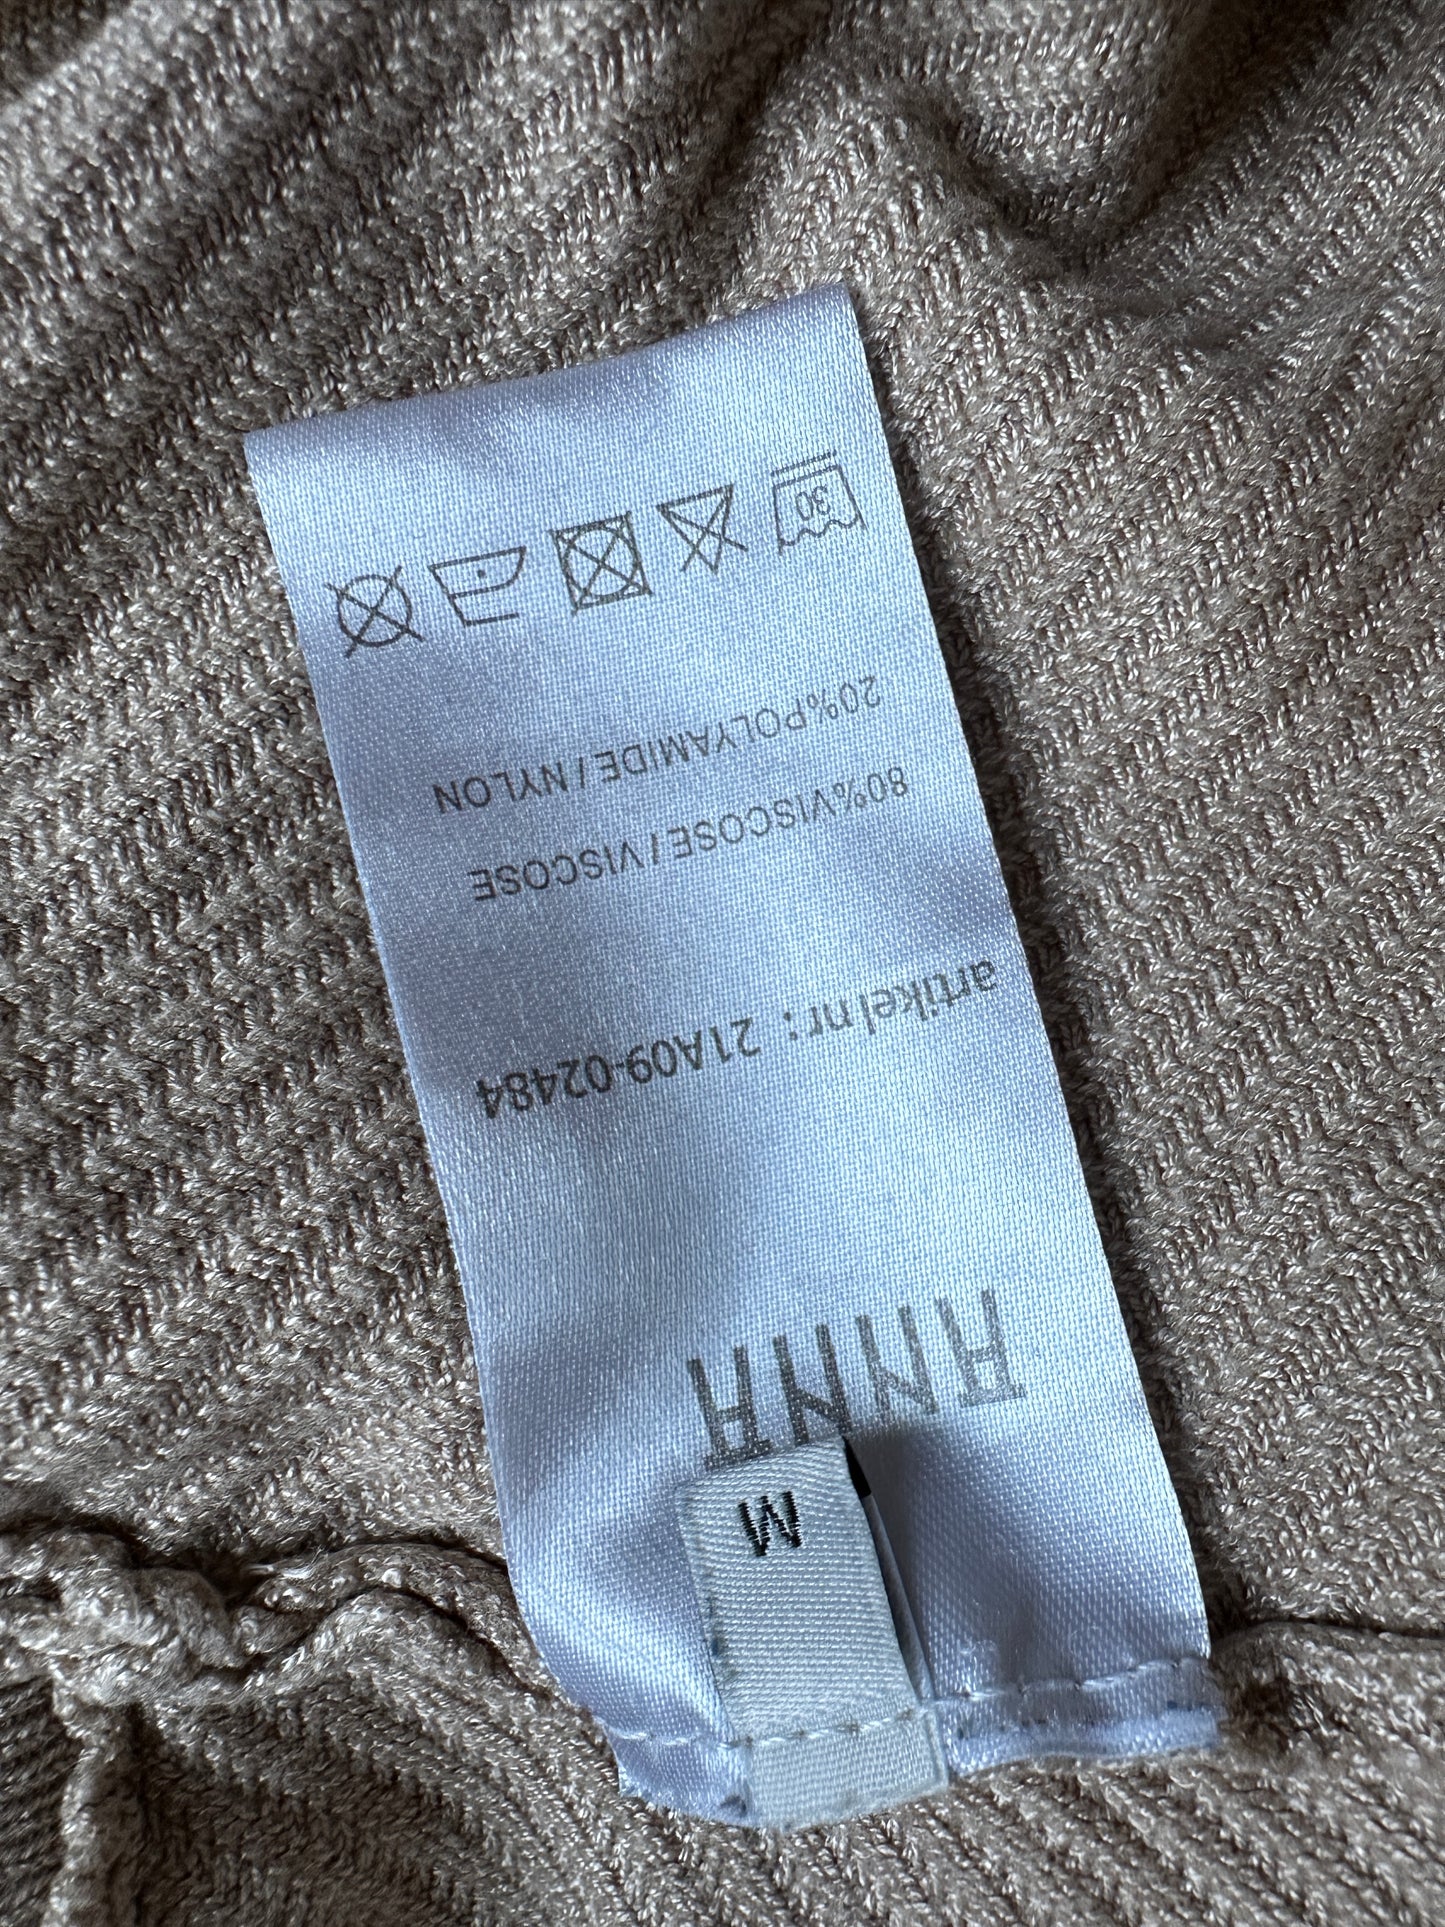 M
ANNA
artikel nr: 21A09-02484
80%VISCOSE / VISCOSE
20%POLYAMIDE / NYLON
30